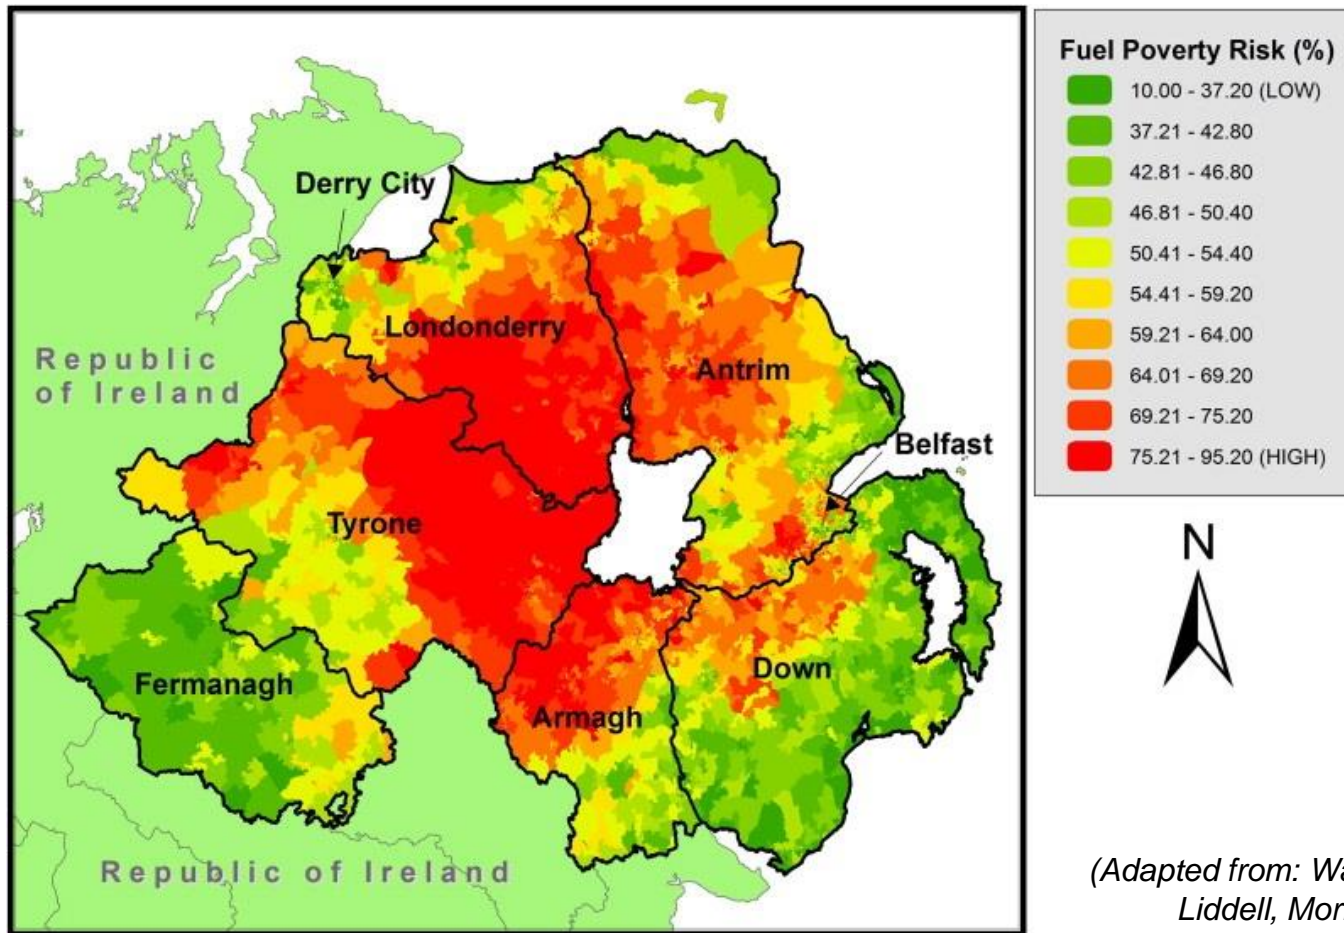 Derry City
Londonderry
Republic
of Ireland
Antrim
Belfast
Tyrone
Down
Fermanagh
Armagh
Republic of Ireland
Fuel Poverty Risk (%)
10.00 - 37.20 (LOW)
37.21 - 42.80
42.81 - 46.80
46.81 - 50.40
50.41 - 54.40
54.41 - 59.20
59.21 - 64.00
64.01 - 69.20
69.21 - 75.20
75.21 - 95.20 (HIGH)
N
(Adapted from:
Liddell,